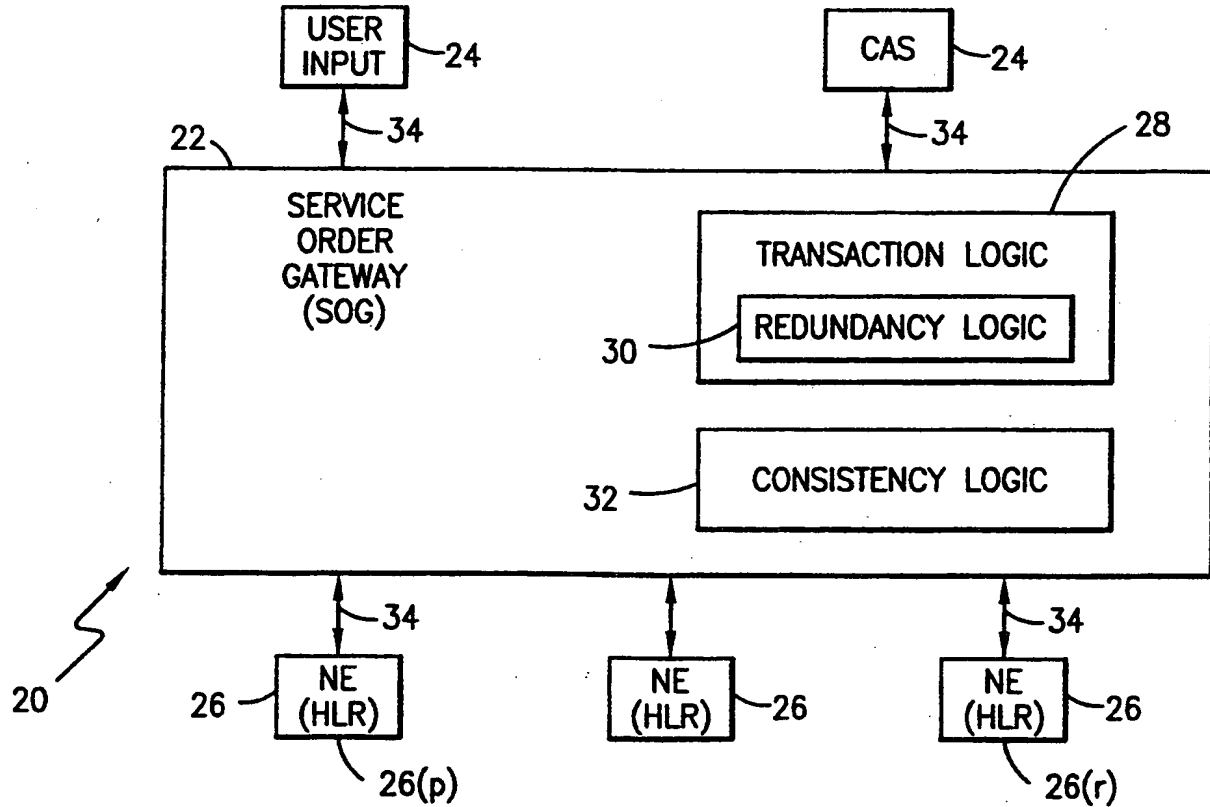 USER
INPUT
24
CAS
24
34
34
22
28
SERVICE
ORDER
GATEWAY
(SOG)
TRANSACTION LOGIC
30
REDUNDANCY LOGIC
32
CONSISTENCY LOGIC
20
34
34
26
NE
(HLR)
NE
(HLR)
26
NE
(HLR)
26
26(p)
26(r)